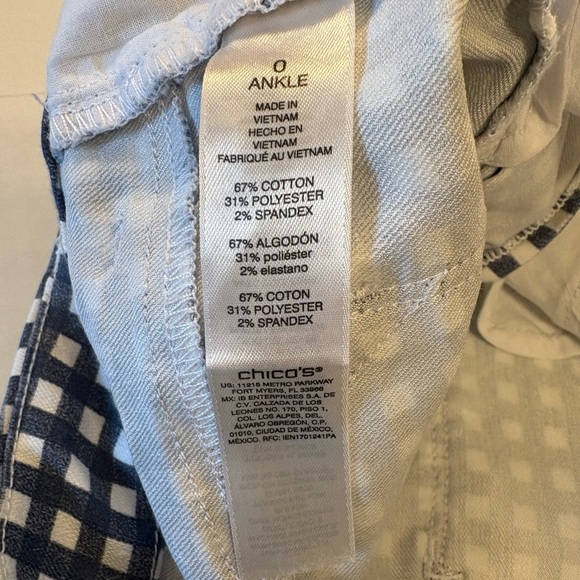 0
ANKLE
MADE IN
VIETNAM
HECHO EN
VIETNAM
FABRIQUÉ AU VIETNAM
67% COTTON
31% POLYESTER
2% SPANDEX
67% ALGODÓN
31% poliéster
2% elastano
67% COTON
31% POLYESTER
2% SPANDEX
chico's®
US: 11215 METRO PARKWAY
FORT MYERS, FL 33966
MX: IB ENTERPRISES S.A. DE
C.V. CALZADA DE LOS
LEONES NO. 170, PISO 1,
COL. LOS ALPES, DEL.
ÁLVARO OBREGÓN, C.P.
01010, CIUDAD DE MÉXICO,
MÉXICO. RFC: IEN1701241PA